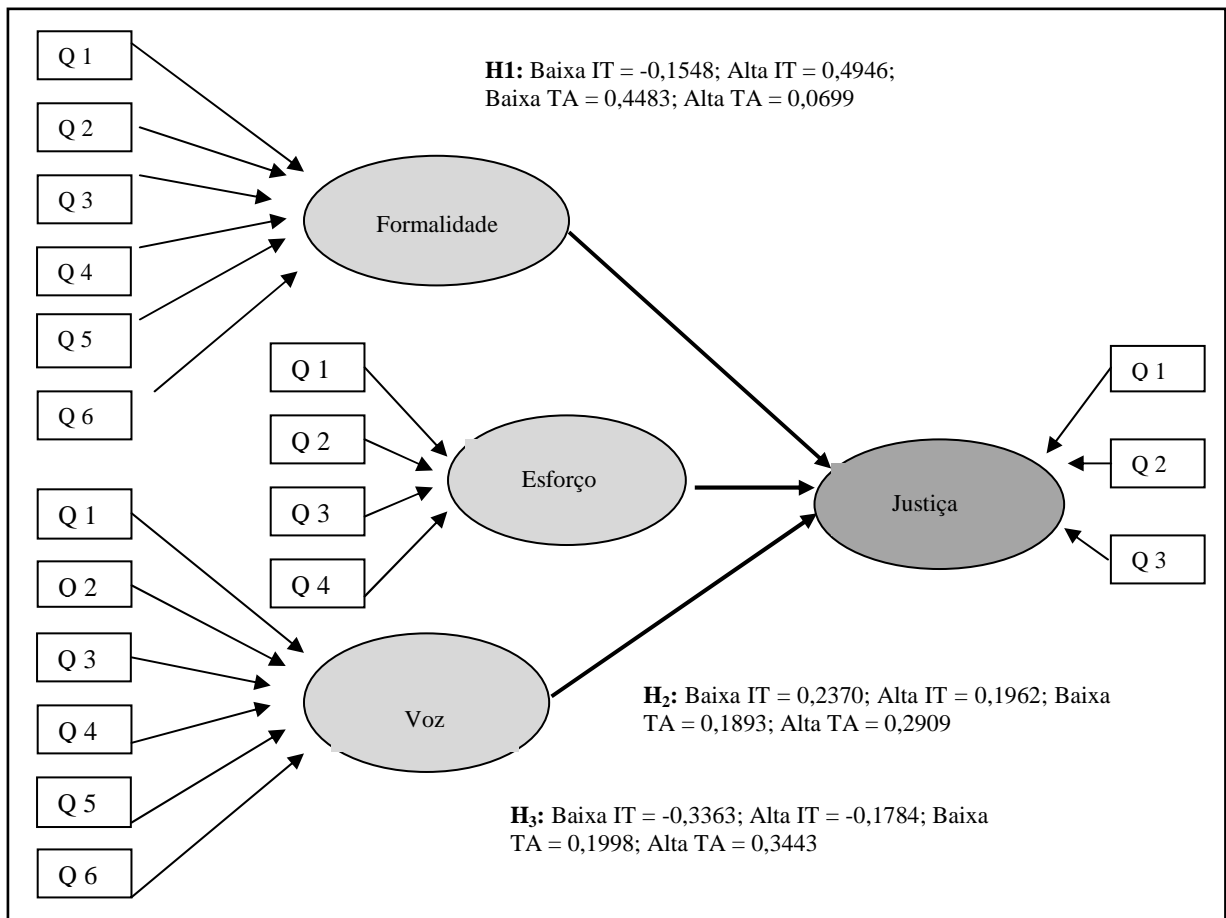 Q 1
Q 2
Q 3
Q 4
Q 5
Q 6
H1: Baixa IT = -0,1548; Alta IT = 0,4946;
Baixa TA = 0,4483; Alta TA = 0,0699
Formalidade
Q 1
Q 2
Q 3
Q 4
Esforço
Justiça
Q 1
Q 2
Q 3
Q 1
O 2
Q 3
Q 4
Q 5
Q 6
Voz
H₂: Baixa IT = 0,2370; Alta IT = 0,1962; Baixa
TA = 0,1893; Alta TA = 0,2909
H₃: Baixa IT = -0,3363; Alta IT = -0,1784; Baixa
TA = 0,1998; Alta TA = 0,3443